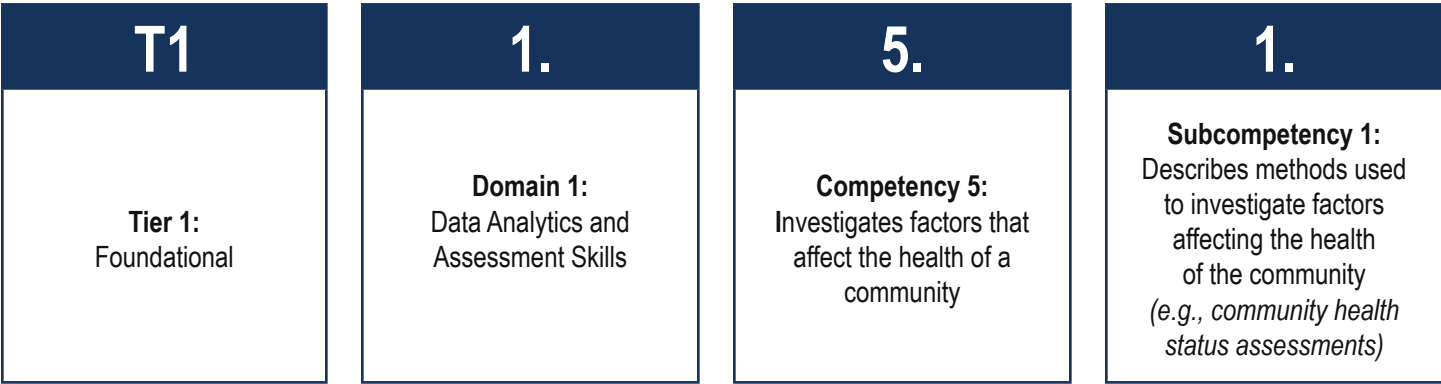 T1
Tier 1:
Foundational
1.
Domain 1:
Data Analytics and
Assessment Skills
5.
Competency 5:
Investigates factors that
affect the health of a
community
1.
Subcompetency 1:
Describes methods used
to investigate factors
affecting the health
of the community
(e.g., community health
status assessments)